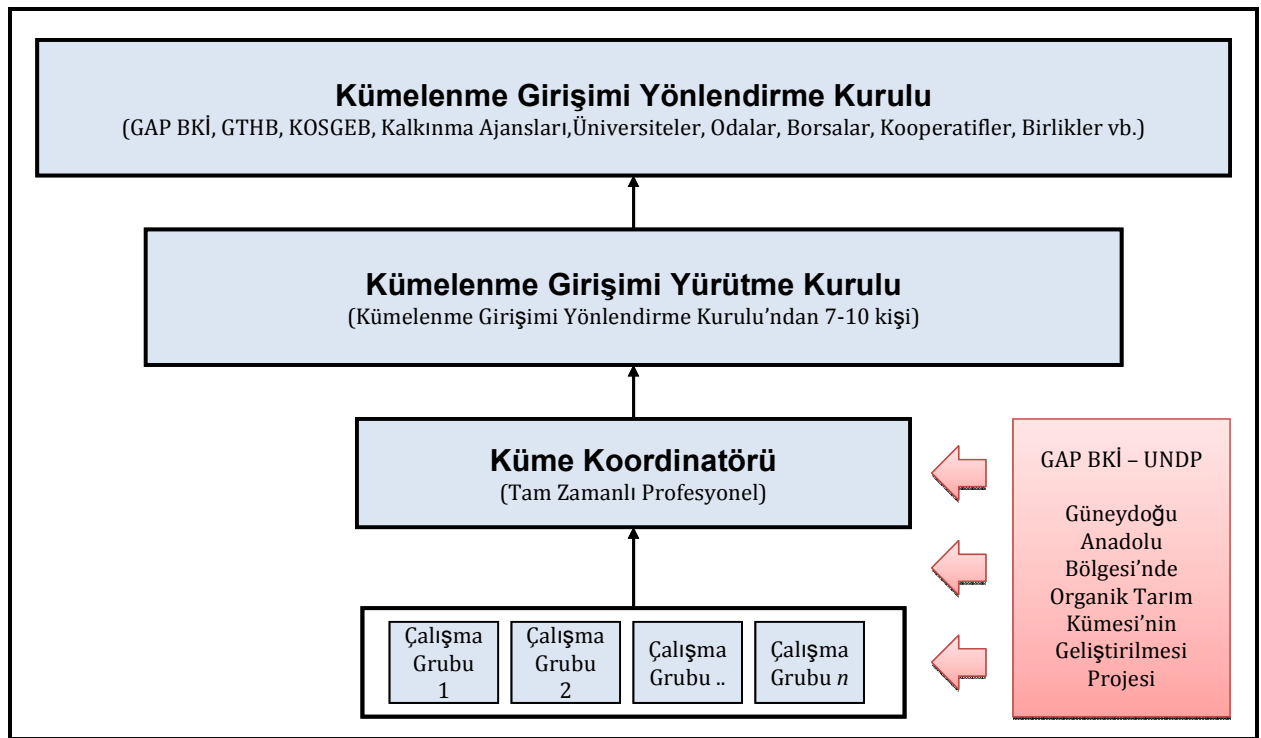 Kümelenme Girişimi Yönlendirme Kurulu
(GAP BKİ, GTHB, KOSGEB, Kalkınma Ajansları,Üniversiteler, Odalar, Borsalar, Kooperatifler, Birlikler vb.)
Kümelenme Girişimi Yürütme Kurulu
(Kümelenme Girişimi Yönlendirme Kurulu’ndan 7-10 kişi)
Küme Koordinatörü
(Tam Zamanlı Profesyonel)
Çalışma
Grubu
1
Çalışma
Grubu
2
Çalışma
Grubu ..
Çalışma
Grubu n
GAP BKİ – UNDP
Güneydoğu
Anadolu
Bölgesi’nde
Organik Tarım
Kümesi’nin
Geliştirilmesi
Projesi